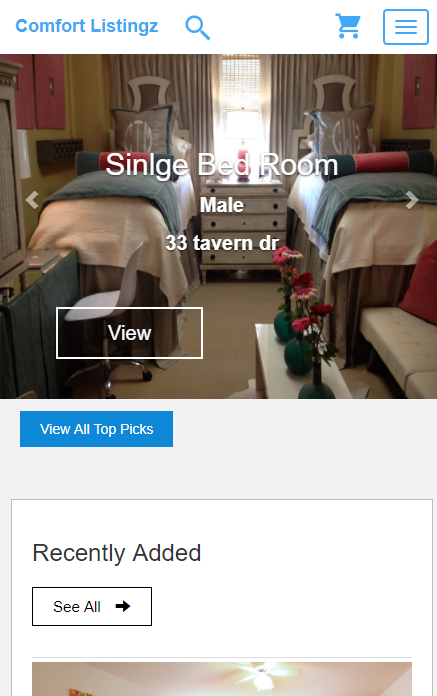 Comfort Listingz
Sinlge Bed Room
Male
33 tavern dr
View
View All Top Picks
Recently Added
See All